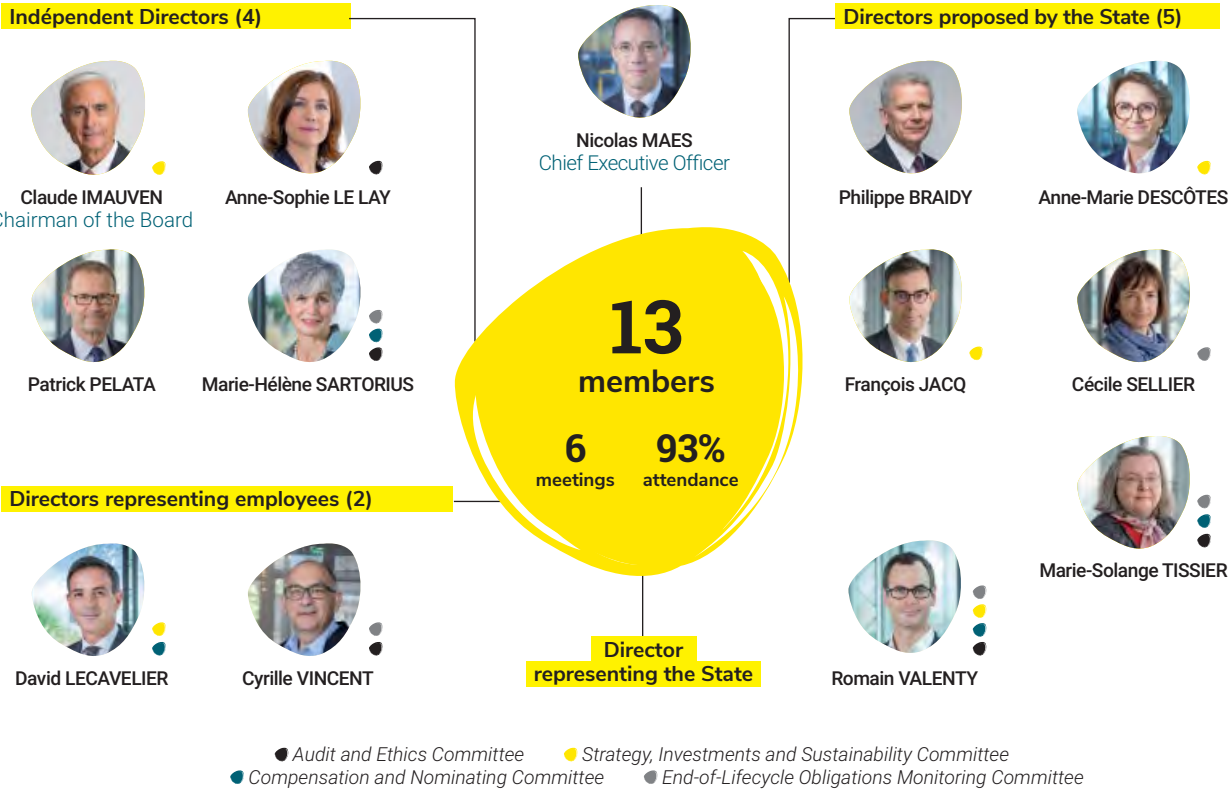 Indépendent Directors (4)
Claude IMAUVEN
Chairman of the Board
Anne-Sophie LE LAY
Patrick PELATA
Marie-Hélène SARTORIUS
Directors representing employees (2)
David LECAVELIER
Cyrille VINCENT
Nicolas MAES
Chief Executive Officer
13
members
6
meetings
93%
attendance
Director
representing the State
Romain VALENTY
Directors proposed by the State (5)
Philippe BRAIDY
Anne-Marie DESCÔTES
François JACQ
Cécile SELLIER
Marie-Solange TISSIER
Audit and Ethics Committee
Strategy, Investments and Sustainability Committee
Compensation and Nominating Committee
End-of-Lifecycle Obligations Monitoring Committee